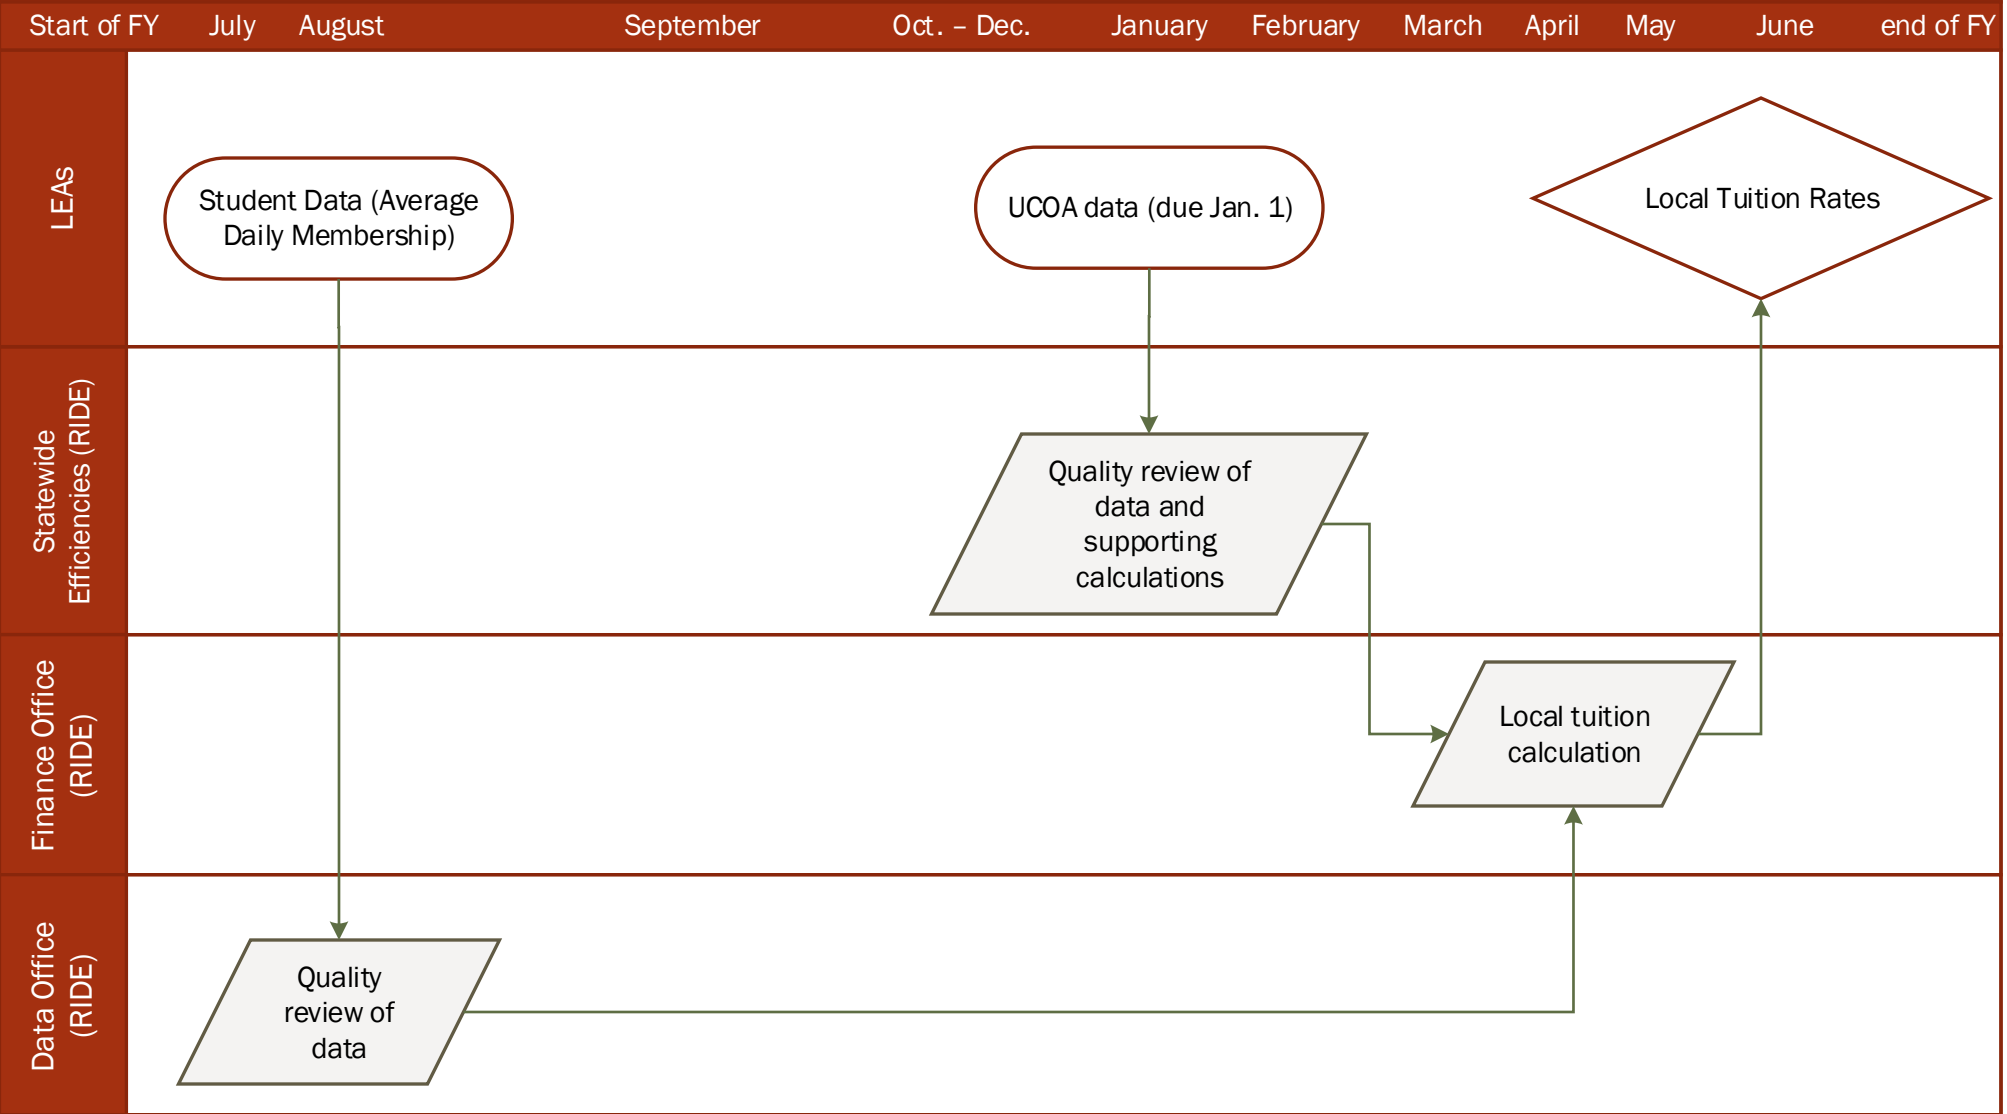 Start of FY July August September Oct. – Dec. January February March April May June end of FY
LEAs
Student Data (Average
Daily Membership)
UCOA data (due Jan. 1)
Local Tuition Rates
Statewide
Efficiencies (RIDE)
Quality review of
data and
supporting
calculations
Finance Office
(RIDE)
Local tuition
calculation
Data Office
(RIDE)
Quality
review of
data